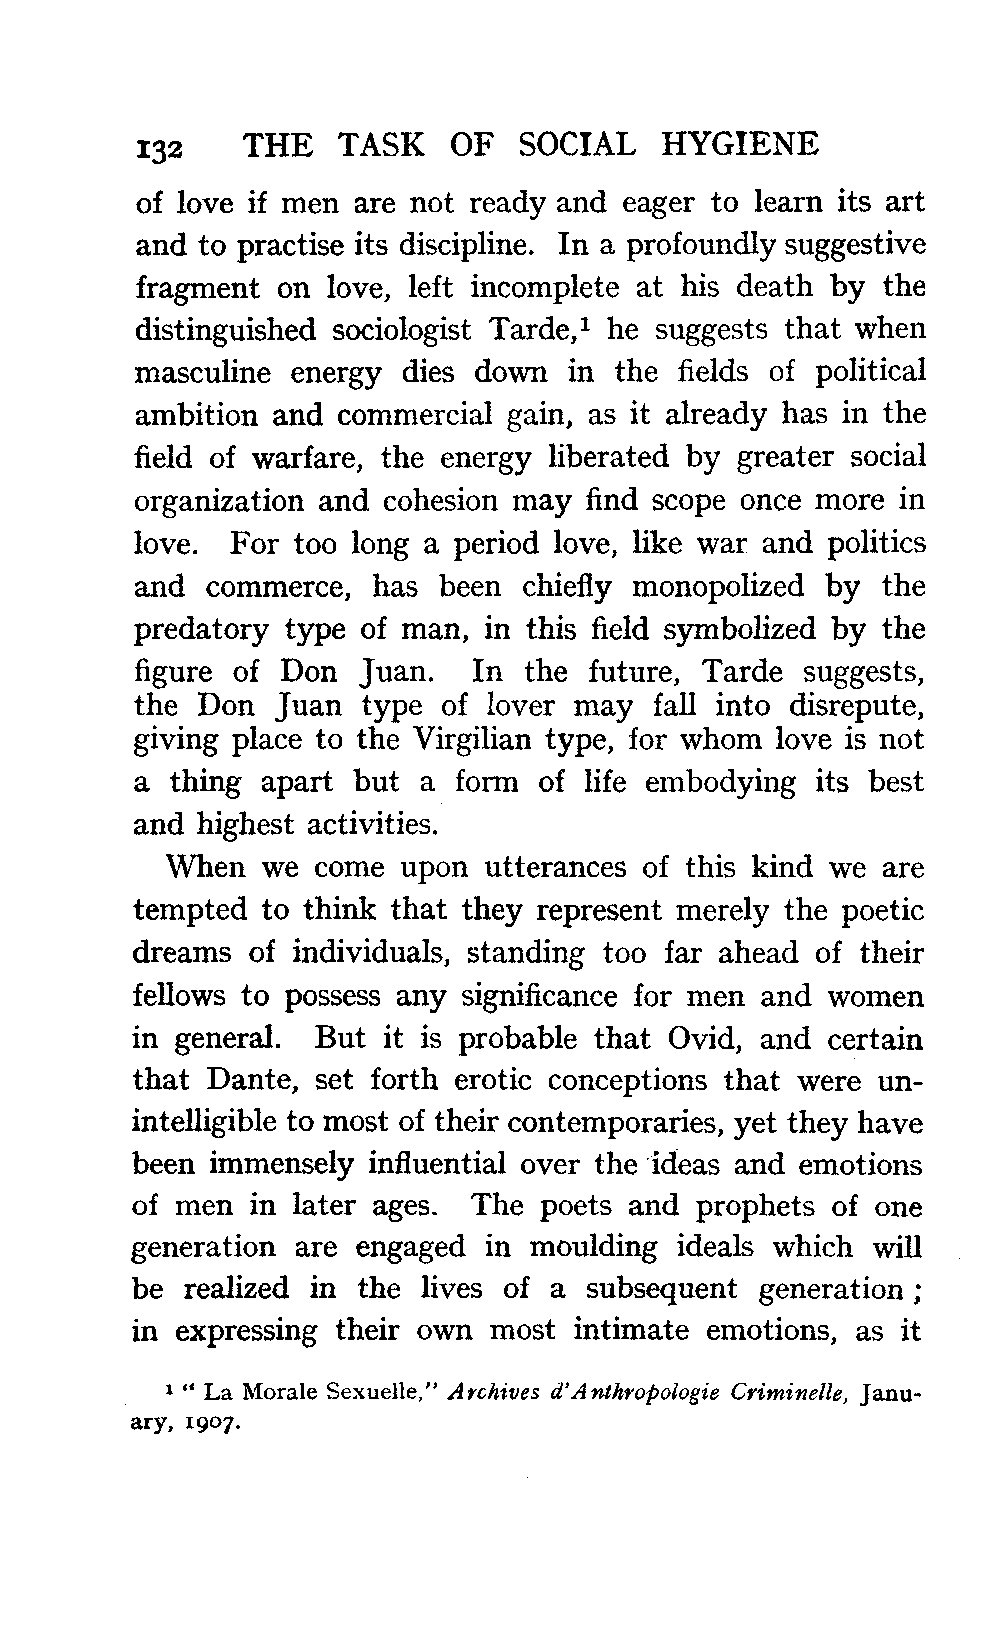 132 THE TASK OF SOCIAL HYGIENE
of love if men are not ready and eager to learn its art
and to practise its discipline. In a profoundly suggestive
fragment on love, left incomplete at his death by the
distinguished sociologist Tarde,¹ he suggests that when
masculine energy dies down in the fields of political
ambition and commercial gain, as it already has in the
field of warfare, the energy liberated by greater social
organization and cohesion may find scope once more in
love. For too long a period love, like war and politics
and commerce, has been chiefly monopolized by the
predatory type of man, in this field symbolized by the
figure of Don Juan. In the future, Tarde suggests,
the Don Juan type of lover may fall into disrepute,
giving place to the Virgilian type, for whom love is not
a thing apart but a form of life embodying its best
and highest activities.
When we come upon utterances of this kind we are
tempted to think that they represent merely the poetic
dreams of individuals, standing too far ahead of their
fellows to possess any significance for men and women
in general. But it is probable that Ovid, and certain
that Dante, set forth erotic conceptions that were un-
intelligible to most of their contemporaries, yet they have
been immensely influential over the ideas and emotions
of men in later ages. The poets and prophets of one
generation are engaged in moulding ideals which will
be realized in the lives of a subsequent generation ;
in expressing their own most intimate emotions, as it
¹ " La Morale Sexuelle," Archives d'Anthropologie Criminelle, Janu-
ary, 1907.